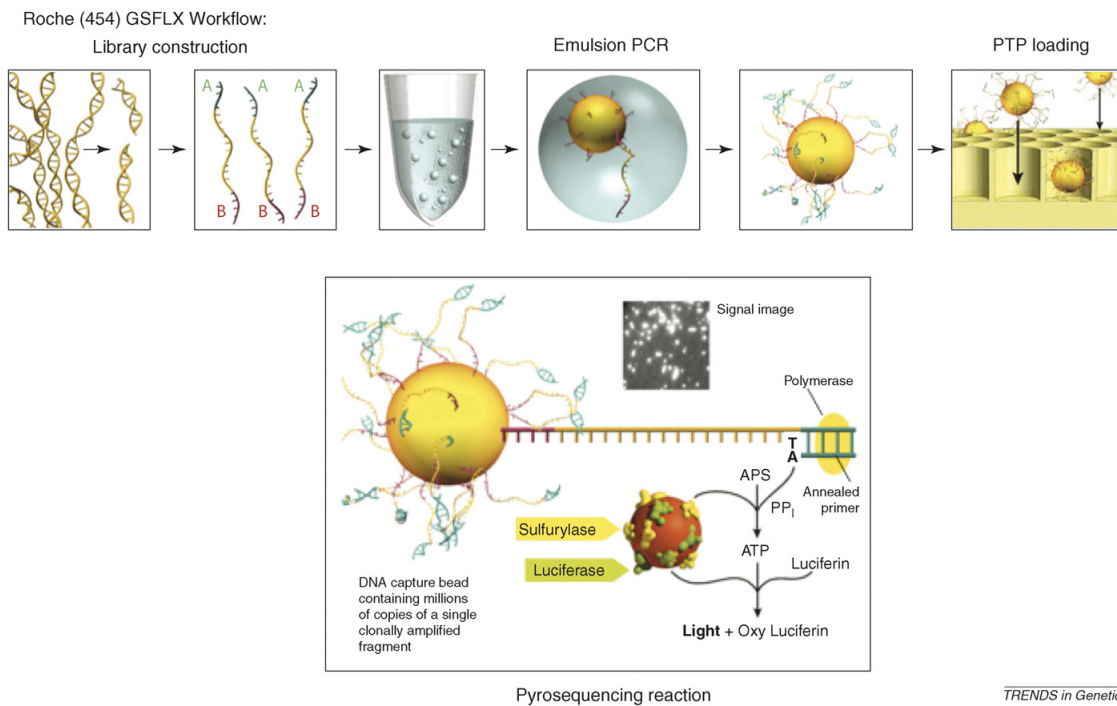 Roche (454) GSFLX Workflow:
Library construction
Emulsion PCR
PTP loading
A A A
B B B
Signal image
Polymerase
T
A
Annealed
primer
APS
PPI
Sulfurylase
ATP
Luciferase
Luciferin
DNA capture bead
containing millions
of copies of a single
clonally amplified
fragment
Light + Oxy Luciferin
Pyrosequencing reaction
TRENDS in Genetic